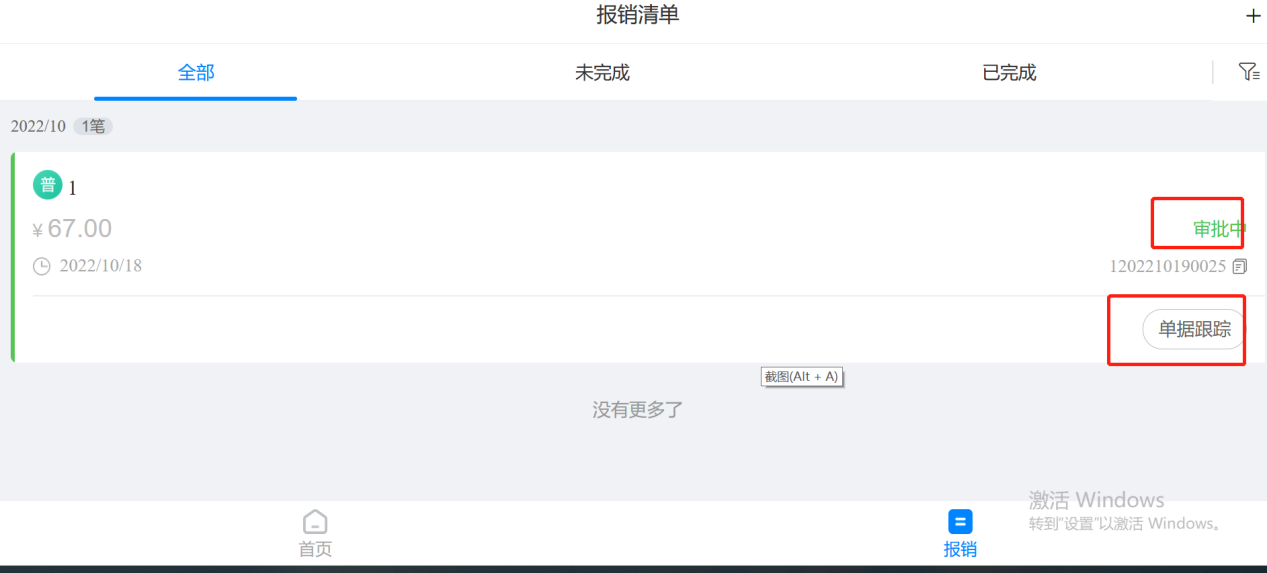 报销清单 +
全部 未完成 已完成
2022/10 1笔
普 1
¥ 67.00 审批中
2022/10/18 1202210190025
单据跟踪
截图(Alt + A)
没有更多了
激活 Windows
转到"设置"以激活 Windows。
首页 报销